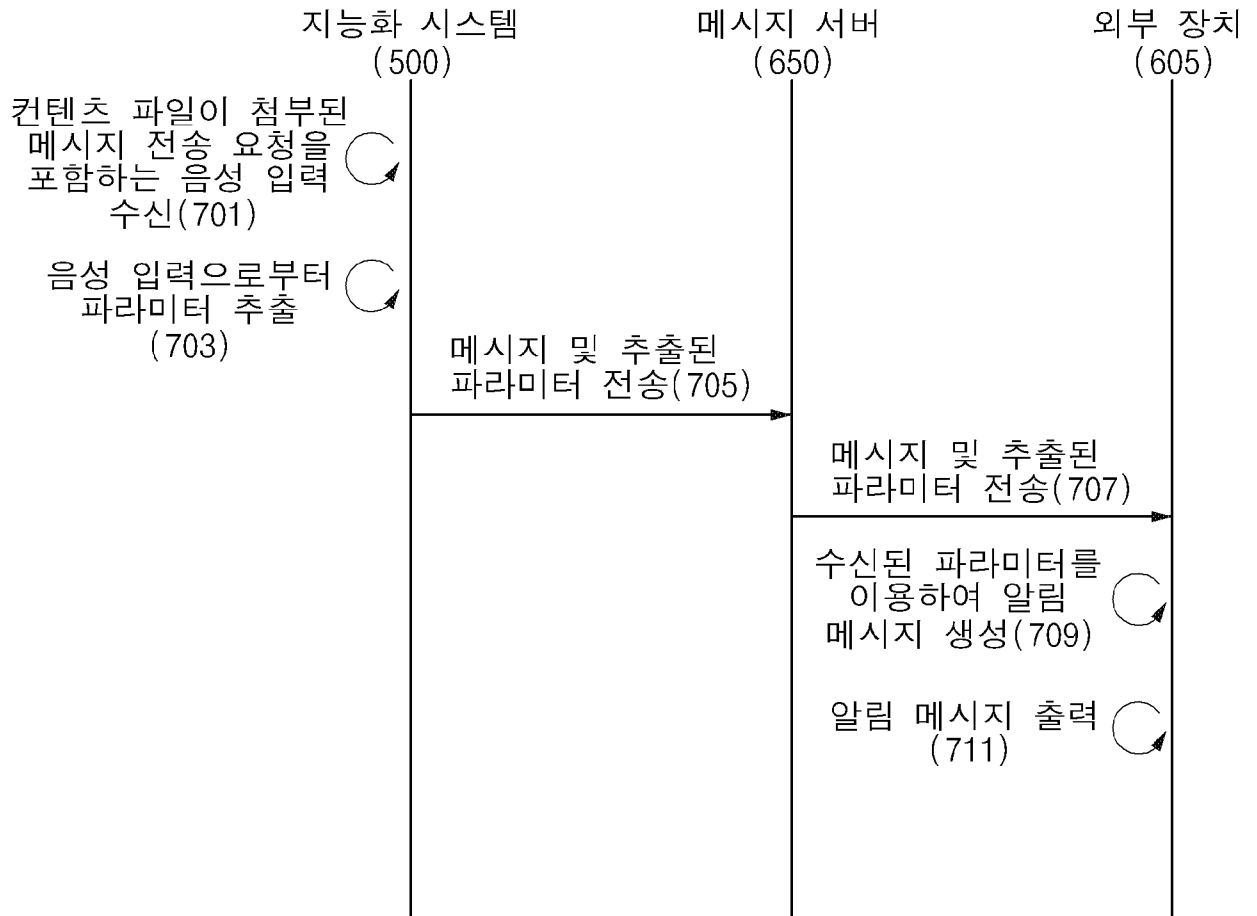 지능화 시스템
(500)
메시지 서버
(650)
외부 장치
(605)
컨텐츠 파일이 첨부된
메시지 전송 요청을
포함하는 음성 입력
수신(701)
음성 입력으로부터
파라미터 추출
(703)
메시지 및 추출된
파라미터 전송(705)
메시지 및 추출된
파라미터 전송(707)
수신된 파라미터를
이용하여 알림
메시지 생성(709)
알림 메시지 출력
(711)